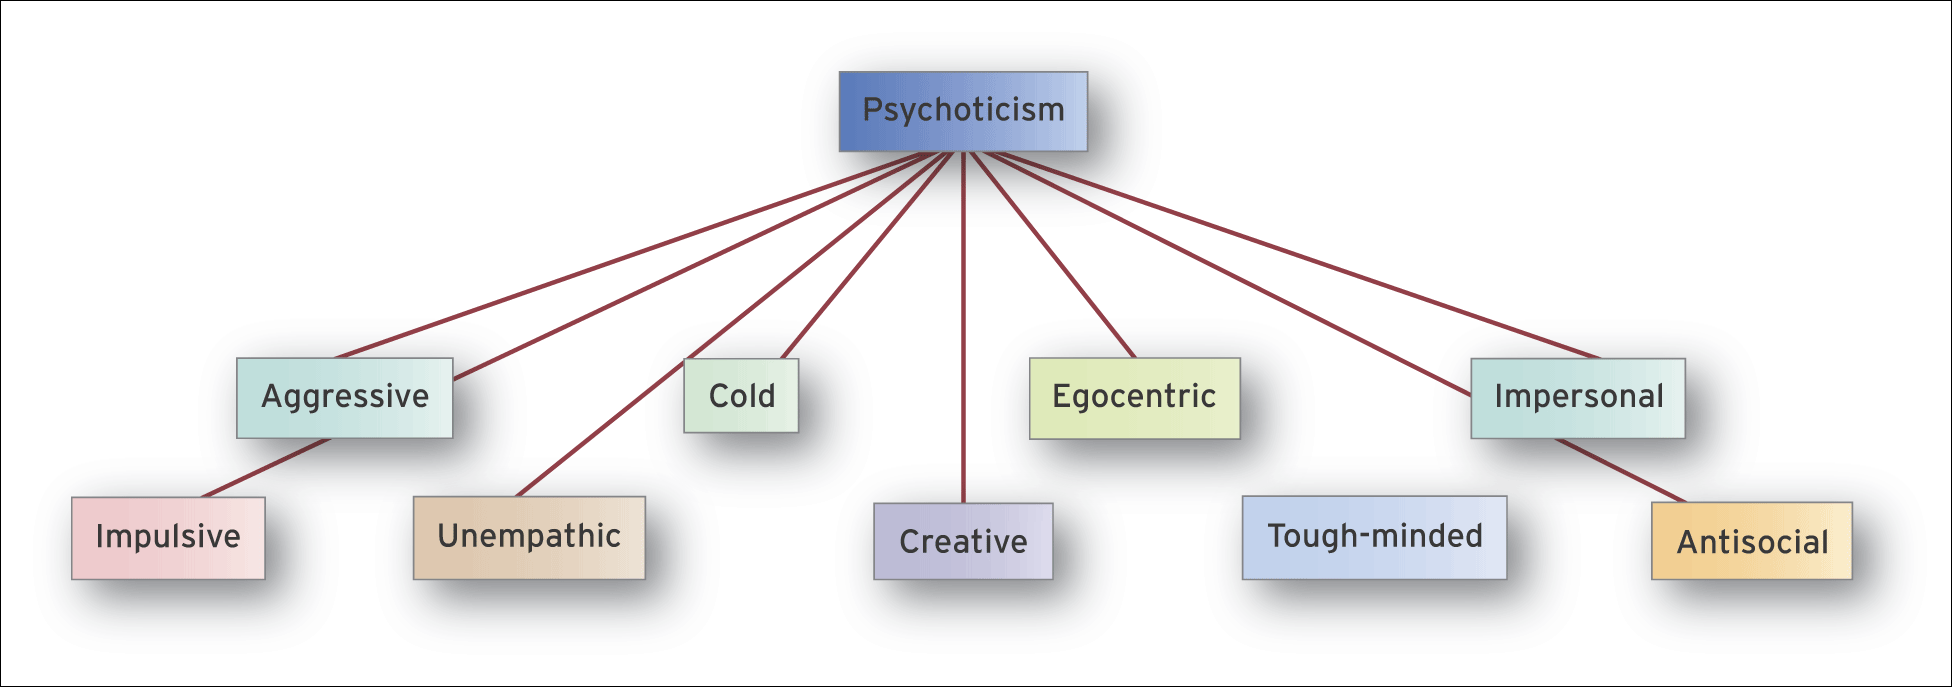 Psychoticism
Aggressive
Cold
Egocentric
Impersonal
Impulsive
Unempathic
Creative
Tough-minded
Antisocial